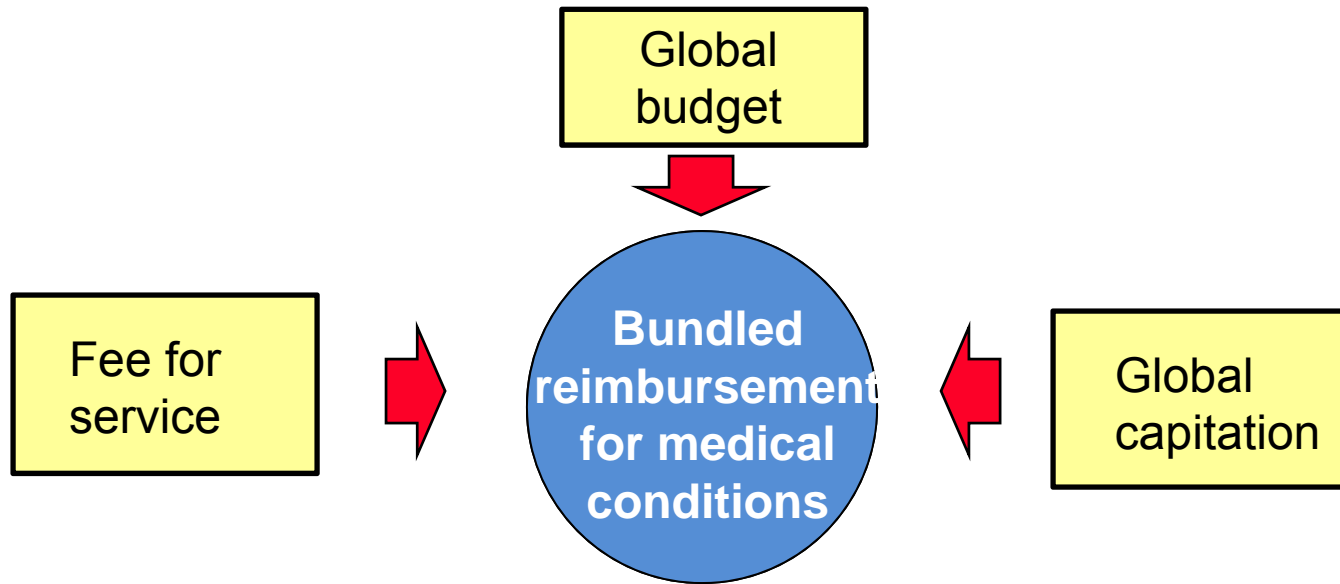 Global
budget
Fee for
service
Bundled
reimbursement
for medical
conditions
Global
capitation